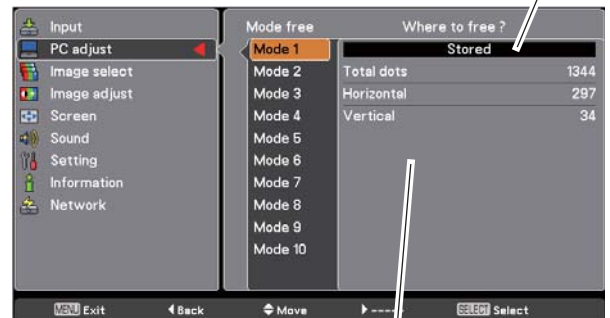 Input
PC adjust
Image select
Image adjust
Screen
Sound
Setting
Information
Network
Mode free
Where to free ?
Mode 1
Mode 2
Mode 3
Mode 4
Mode 5
Mode 6
Mode 7
Mode 8
Mode 9
Mode 10
Stored
Total dots 1344
Horizontal 297
Vertical 34
MENU Exit Back Move ----- SELECT Select